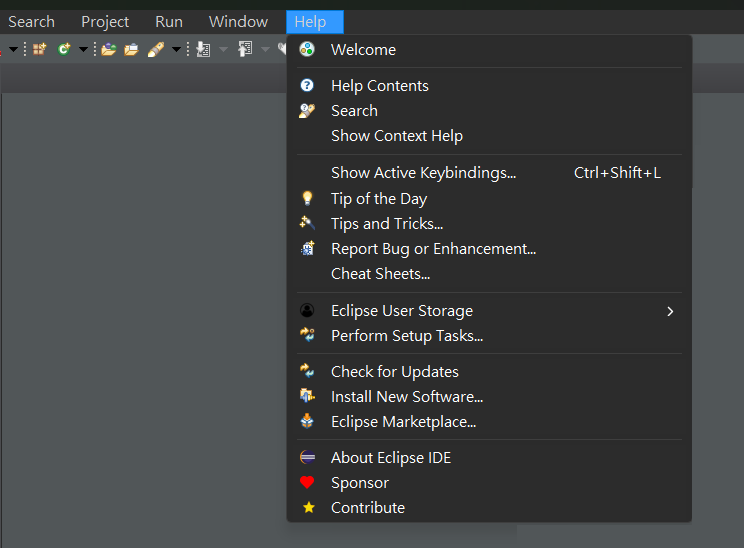 Search Project Run Window Help
Welcome
Help Contents
Search
Show Context Help
Show Active Keybindings... Ctrl+Shift+L
Tip of the Day
Tips and Tricks...
Report Bug or Enhancement...
Cheat Sheets...
Eclipse User Storage
Perform Setup Tasks...
Check for Updates
Install New Software...
Eclipse Marketplace...
About Eclipse IDE
Sponsor
Contribute